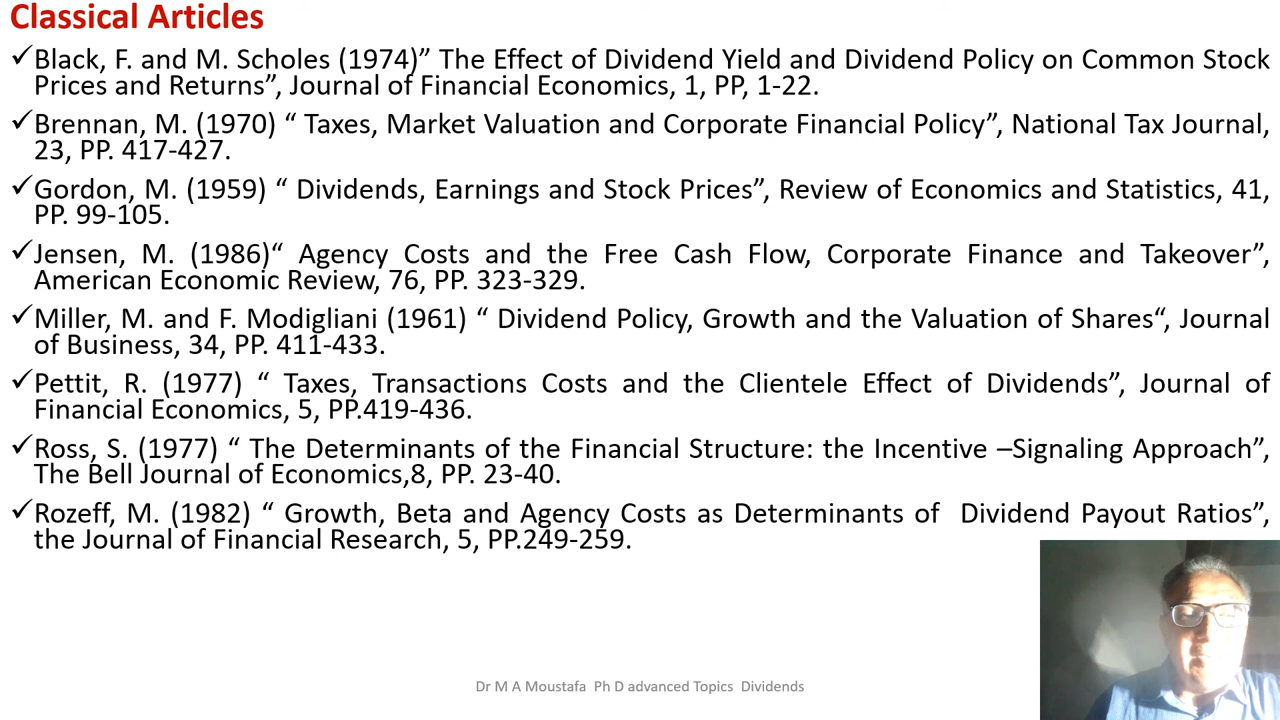 Classical Articles
✓Black, F. and M. Scholes (1974)” The Effect of Dividend Yield and Dividend Policy on Common Stock
Prices and Returns”, Journal of Financial Economics, 1, PP, 1-22.
✓Brennan, M. (1970) “ Taxes, Market Valuation and Corporate Financial Policy”, National Tax Journal,
23, PP. 417-427.
✓Gordon, M. (1959) “ Dividends, Earnings and Stock Prices”, Review of Economics and Statistics, 41,
PP. 99-105.
✓Jensen, M. (1986)“ Agency Costs and the Free Cash Flow, Corporate Finance and Takeover”,
American Economic Review, 76, PP. 323-329.
✓Miller, M. and F. Modigliani (1961) “ Dividend Policy, Growth and the Valuation of Shares“, Journal
of Business, 34, PP. 411-433.
✓Pettit, R. (1977) “ Taxes, Transactions Costs and the Clientele Effect of Dividends”, Journal of
Financial Economics, 5, PP.419-436.
✓Ross, S. (1977) “ The Determinants of the Financial Structure: the Incentive –Signaling Approach”,
The Bell Journal of Economics,8, PP. 23-40.
✓Rozeff, M. (1982) “ Growth, Beta and Agency Costs as Determinants of  Dividend Payout Ratios”,
the Journal of Financial Research, 5, PP.249-259.
Dr M A Moustafa  Ph D advanced Topics  Dividends